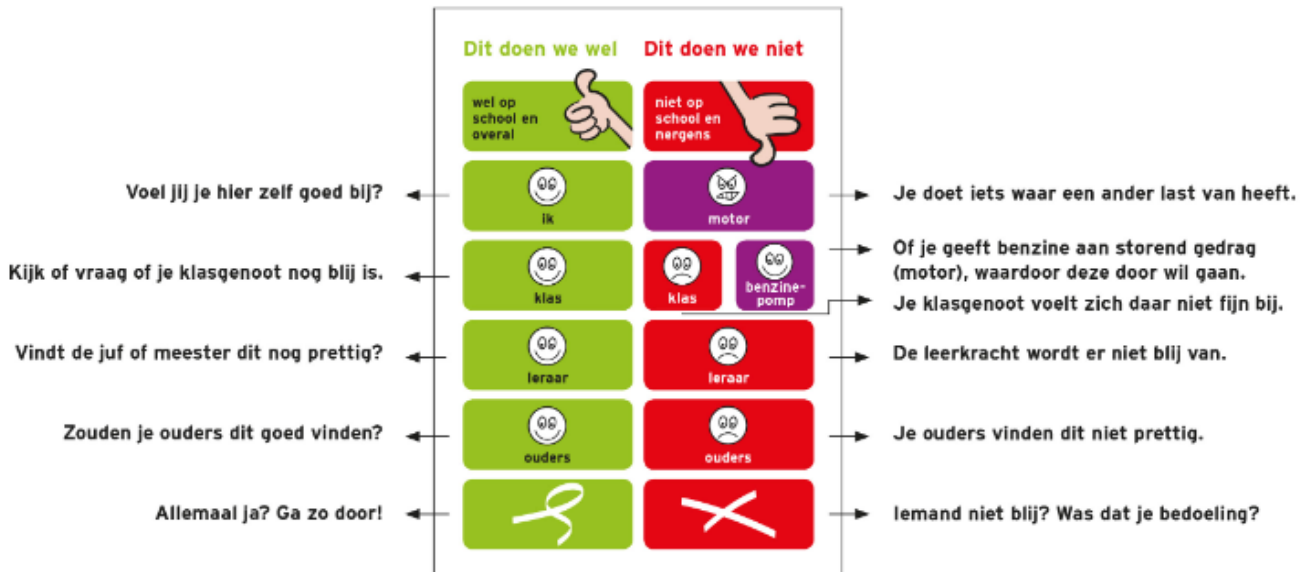 Dit doen we wel
Dit doen we niet
wel op
school en
overal
niet op
school en
nergens
Voel jij je hier zelf goed bij?
ik
motor
Je doet iets waar een ander last van heeft.
Kijk of vraag of je klasgenoot nog blij is.
klas
klas
benzine-
pomp
Of je geeft benzine aan storend gedrag
(motor), waardoor deze door wil gaan.
Je klasgenoot voelt zich daar niet fijn bij.
Vindt de juf of meester dit nog prettig?
leraar
leraar
De leerkracht wordt er niet blij van.
Zouden je ouders dit goed vinden?
ouders
ouders
Je ouders vinden dit niet prettig.
Allemaal ja? Ga zo door!
Iemand niet blij? Was dat je bedoeling?